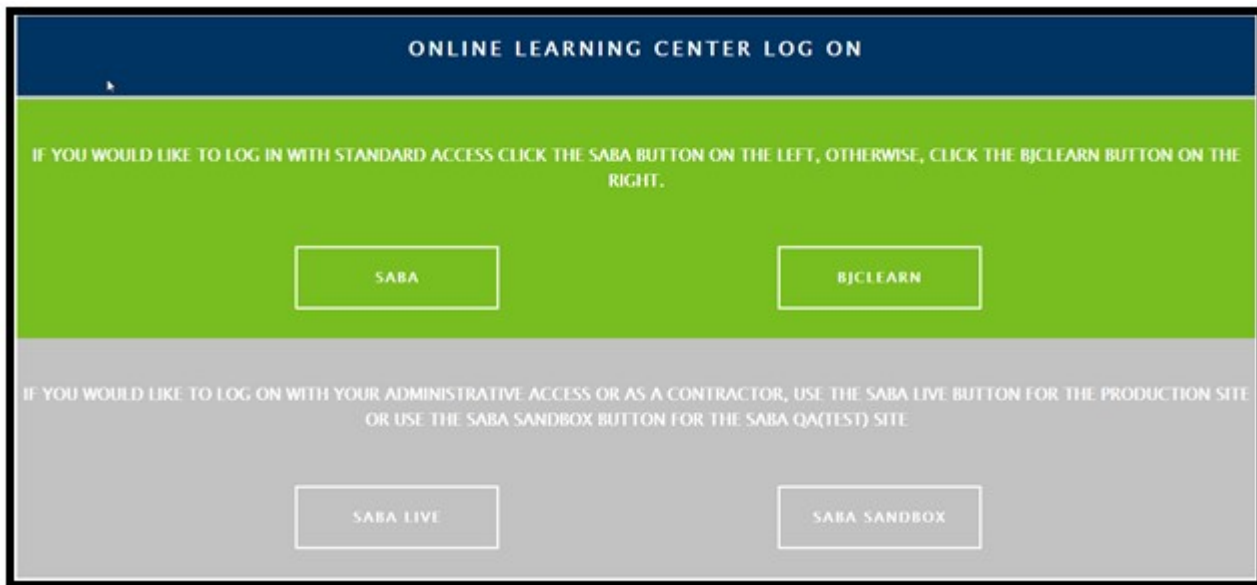 ONLINE LEARNING CENTER LOG ON
IF YOU WOULD LIKE TO LOG IN WITH STANDARD ACCESS CLICK THE SABA BUTTON ON THE LEFT, OTHERWISE, CLICK THE BJCLEARN BUTTON ON THE
RIGHT.
SABA
BJCLEARN
IF YOU WOULD LIKE TO LOG ON WITH YOUR ADMINISTRATIVE ACCESS OR AS A CONTRACTOR, USE THE SABA LIVE BUTTON FOR THE PRODUCTION SITE
OR USE THE SABA SANDBOX BUTTON FOR THE SABA QA(TEST) SITE
SABA LIVE
SABA SANDBOX